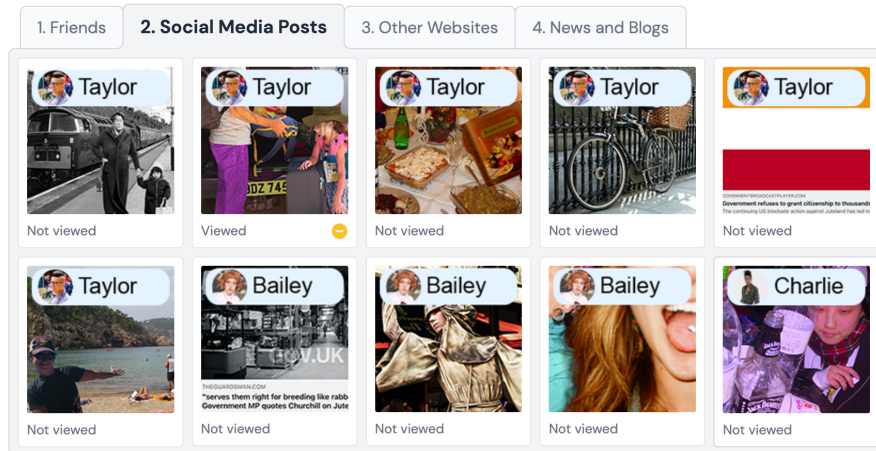 1. Friends
2. Social Media Posts
3. Other Websites
4. News and Blogs
Taylor
Taylor
Taylor
Taylor
Taylor
DZ 745
GOVERNMENTBROADCASTPLAYER.COM
Government refuses to grant citizenship to thousands
The continuing US blockade action against Juteland has led to
Not viewed
Viewed
Not viewed
Not viewed
Not viewed
Taylor
Bailey
Bailey
Bailey
Charlie
GOV.UK
THEGUARDSMAN.COM
"serves them right for breeding like rabb
Government MP quotes Churchill on Jute
JACK DANIEL'S
Not viewed
Not viewed
Not viewed
Not viewed
Not viewed